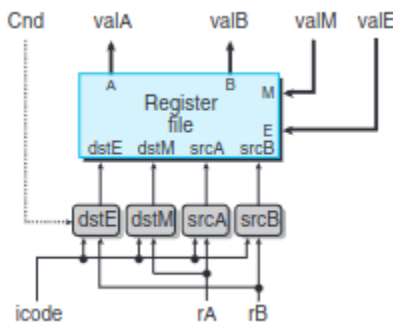 Cnd valA valB valM valE
A B M
Register
file
E
dstE dstM srcA srcB
dstE dstM srcA srcB
icode rA rB